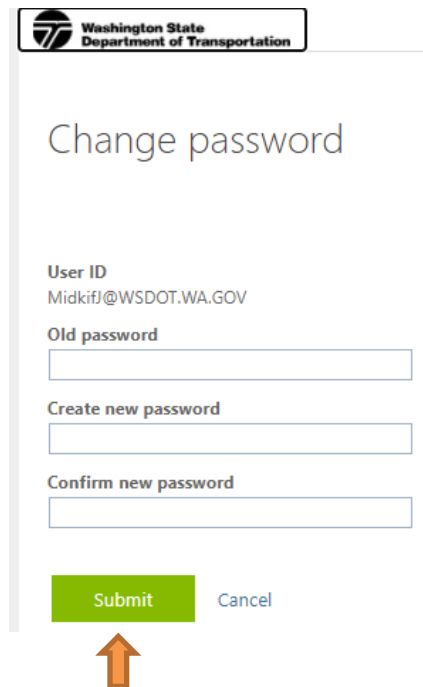 Washington State
Department of Transportation
Change password
User ID
MidkifJ@WSDOT.WA.GOV
Old password
Create new password
Confirm new password
Submit Cancel